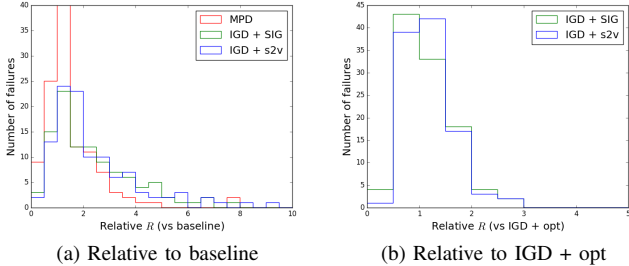 40
35
30
25
20
15
10
5
0
Number of failures
0 2 4 6 8 10
Relative R (vs baseline)
MPD
IGD + SIG
IGD + s2v
(a) Relative to baseline
50
45
40
35
30
25
20
15
10
5
0
Number of failures
0 1 2 3 4 5
Relative R (vs IGD + opt)
IGD + SIG
IGD + s2v
(b) Relative to IGD + opt